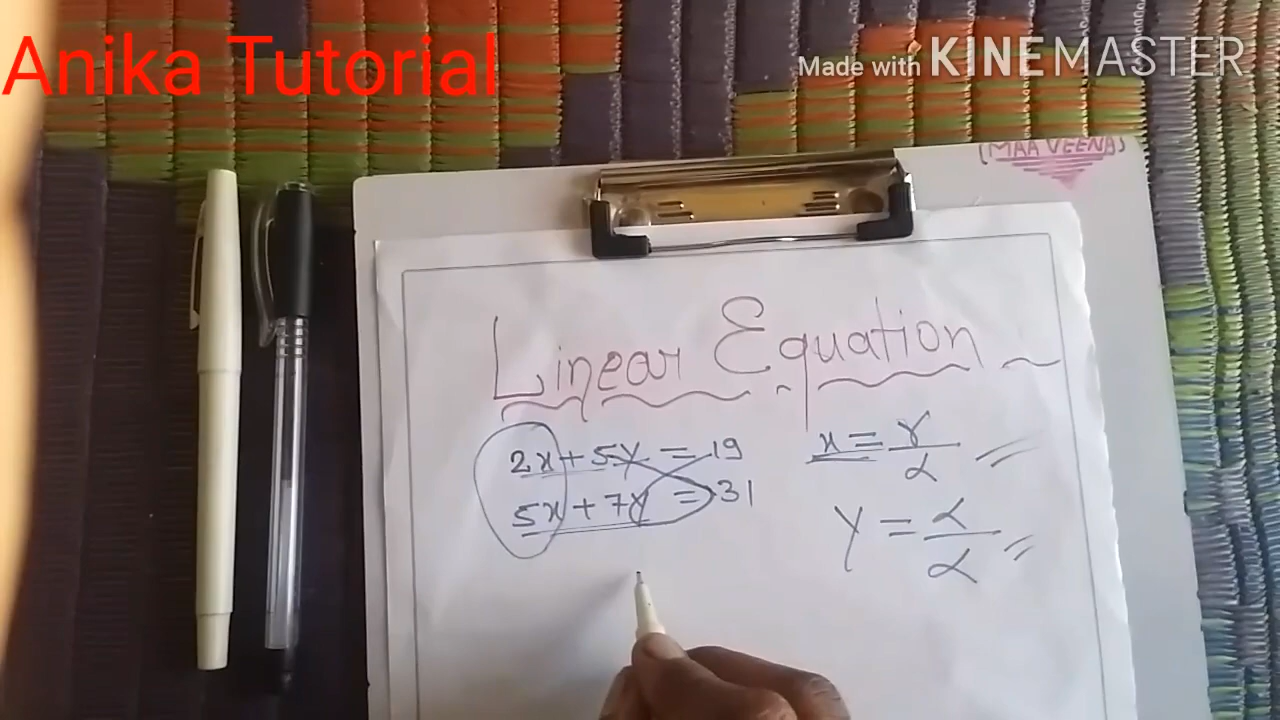 Anika Tutorial
Made with KINEMASTER
(MAA VEENA)
Linear Equation
2x + 5y = 19
5x + 7y = 31
x = γ/α
y = α/α